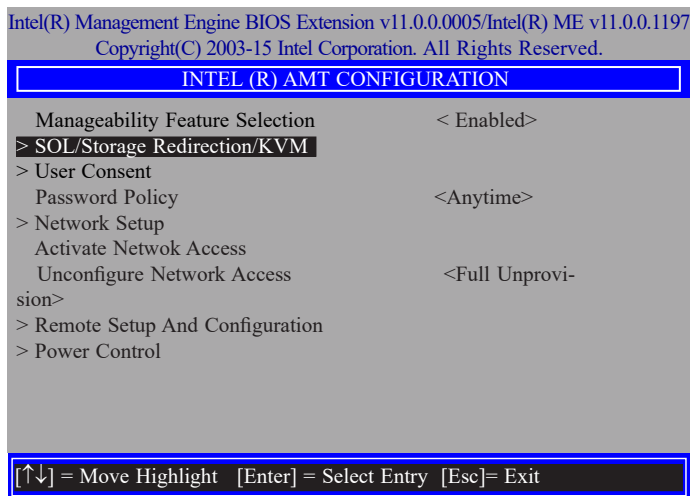 Intel(R) Management Engine BIOS Extension v11.0.0.0005/Intel(R) ME v11.0.0.1197
Copyright(C) 2003-15 Intel Corporation. All Rights Reserved.
INTEL (R) AMT CONFIGURATION
Manageability Feature Selection < Enabled>
> SOL/Storage Redirection/KVM
> User Consent
Password Policy <Anytime>
> Network Setup
Activate Netwok Access
Unconfigure Network Access <Full Unprovi-
sion>
> Remote Setup And Configuration
> Power Control
[↑↓] = Move Highlight [Enter] = Select Entry [Esc]= Exit